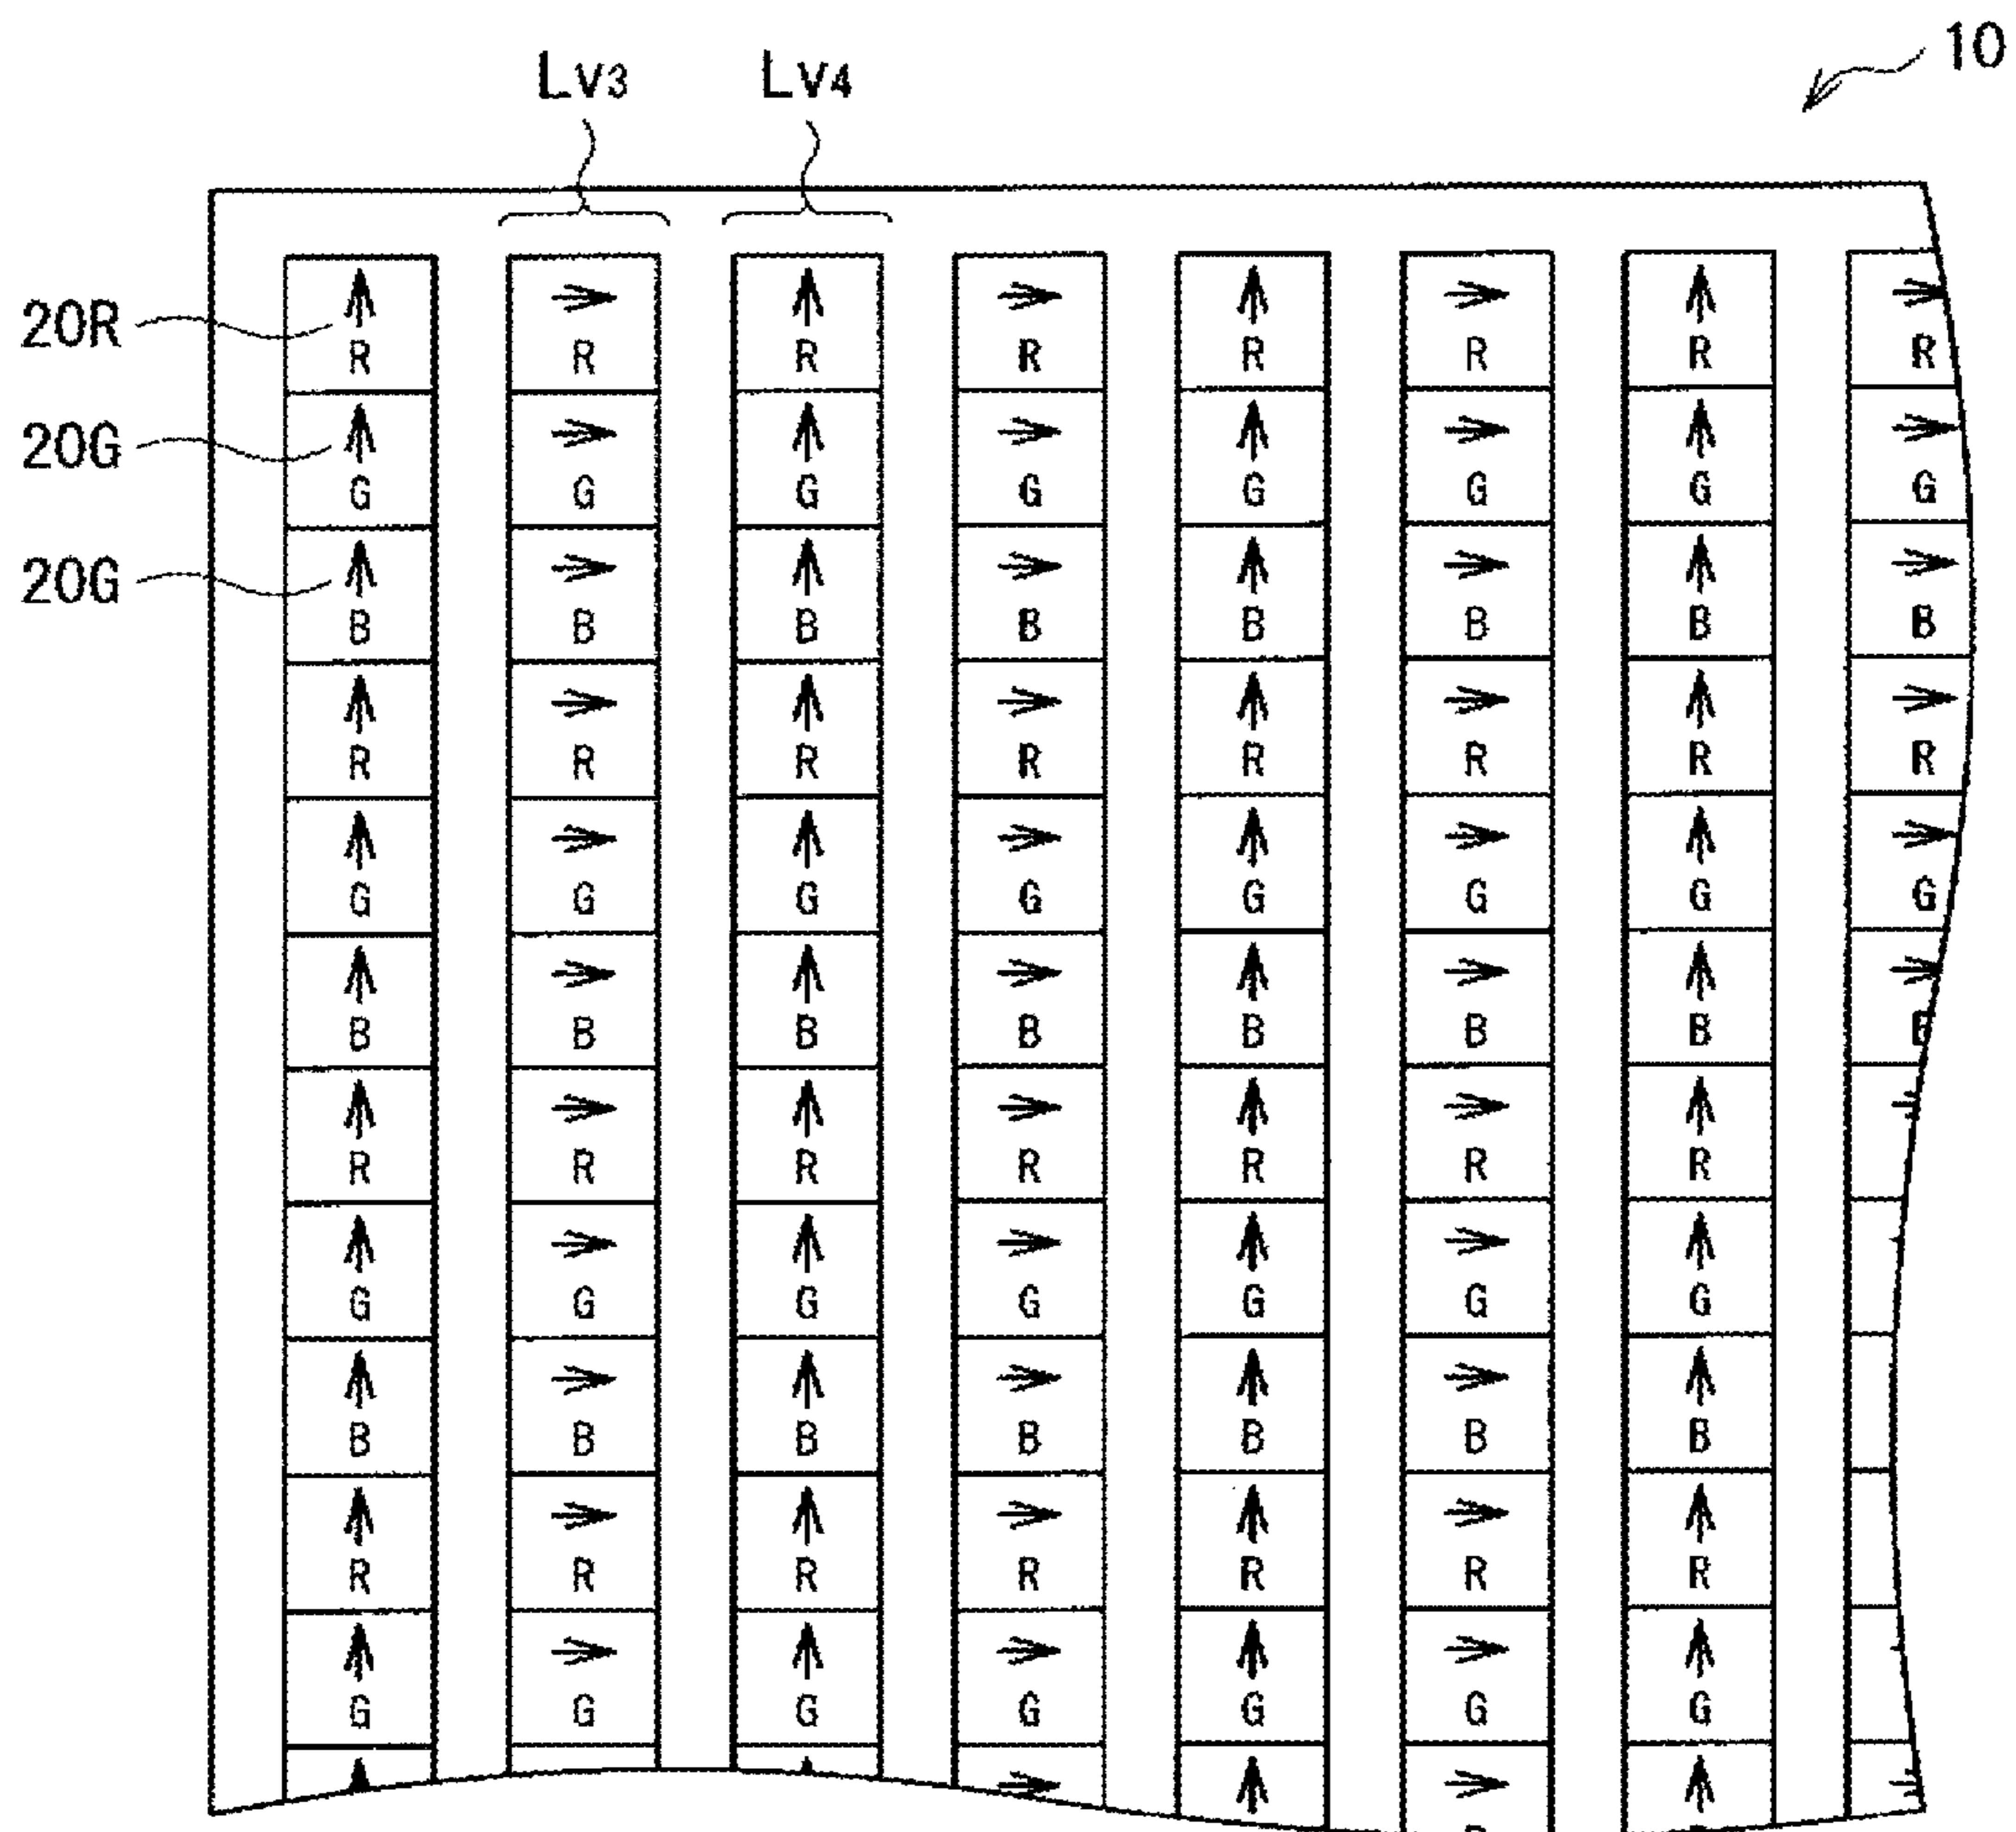 10
Lv3 Lv4
20R R R R R R R R R
20G G G G G G G G G
20G B B B B B B B B
R R R R R R R R
G G G G G G G G
B B B B B B B B
R R R R R R R
G G G G G G G
B B B B B B B
R R R R R R R
G G G G G G G